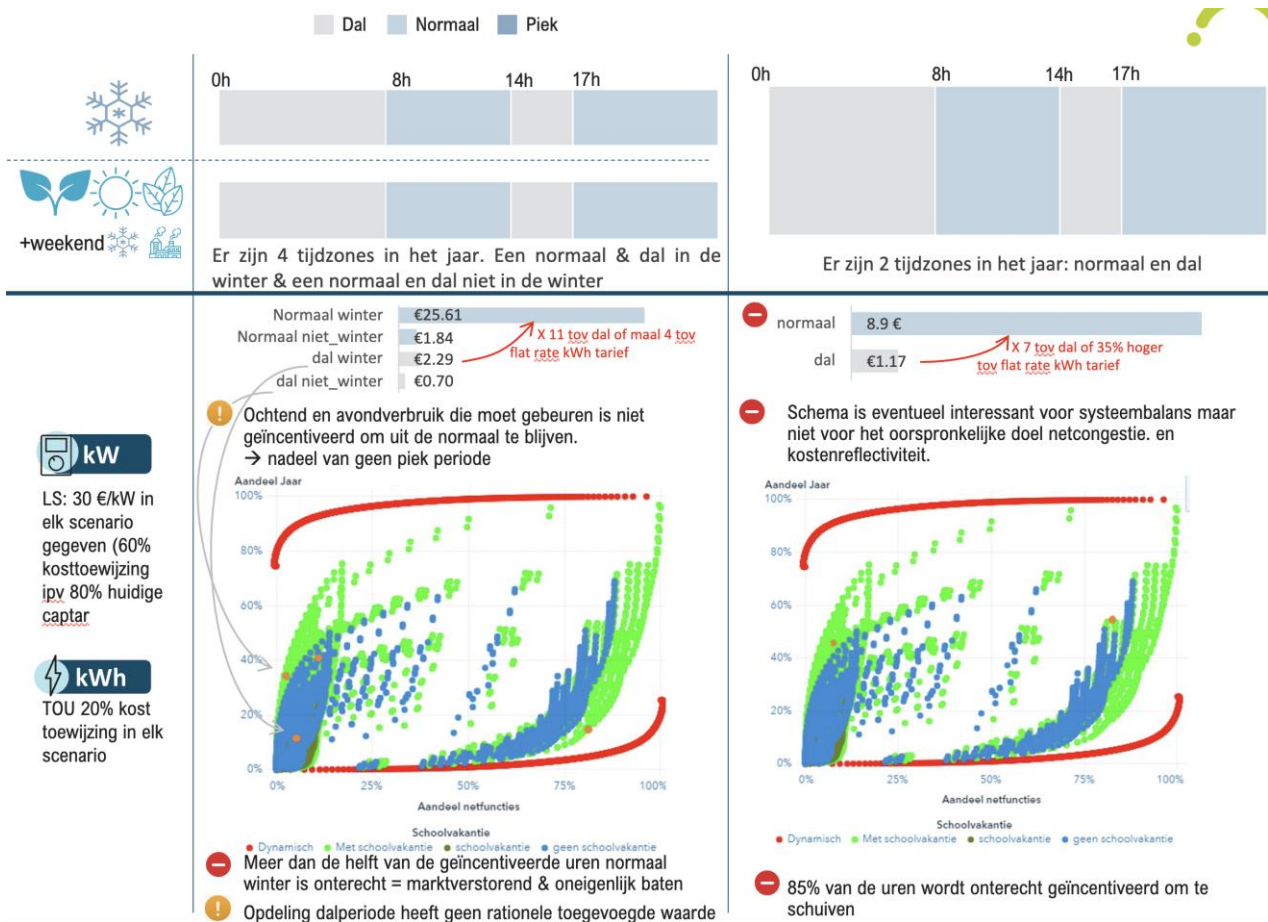 Dal Normaal Piek
0h 8h 14h 17h
0h 8h 14h 17h
+weekend
Er zijn 4 tijdzones in het jaar. Een normaal & dal in de
winter & een normaal en dal niet in de winter
Er zijn 2 tijdzones in het jaar: normaal en dal
kW
LS: 30 €/kW in
elk scenario
gegeven (60%
kosttoewijzing
ipv 80% huidige
captar
kWh
TOU 20% kost
toewijzing in elk
scenario
Normaal winter €25.61
Normaal niet_winter €1.84
dal winter €2.29
dal niet_winter €0.70
X 11 tov dal of maal 4 tov
flat rate kWh tarief
Ochtend en avondverbruik die moet gebeuren is niet
geïncentiveerd om uit de normaal te blijven.
→ nadeel van geen piek periode
Aandeel Jaar
100%
80%
60%
40%
20%
0%
0% 25% 50% 75% 100%
Aandeel netfuncties
Schoolvakantie
Dynamisch Met schoolvakantie schoolvakantie geen schoolvakantie
Meer dan de helft van de geïncentiveerde uren normaal
winter is onterecht = marktverstorend & oneigenlijk baten
Opdeling dalperiode heeft geen rationele toegevoegde waarde
normaal 8.9 €
dal €1.17
X 7 tov dal of 35% hoger
tov flat rate kWh tarief
Schema is eventueel interessant voor systeembalans maar
niet voor het oorspronkelijke doel netcongestie. en
kostenreflectiviteit.
Aandeel Jaar
100%
80%
60%
40%
20%
0%
0% 25% 50% 75% 100%
Aandeel netfuncties
Schoolvakantie
Dynamisch Met schoolvakantie schoolvakantie geen schoolvakantie
85% van de uren wordt onterecht geïncentiveerd om te
schuiven